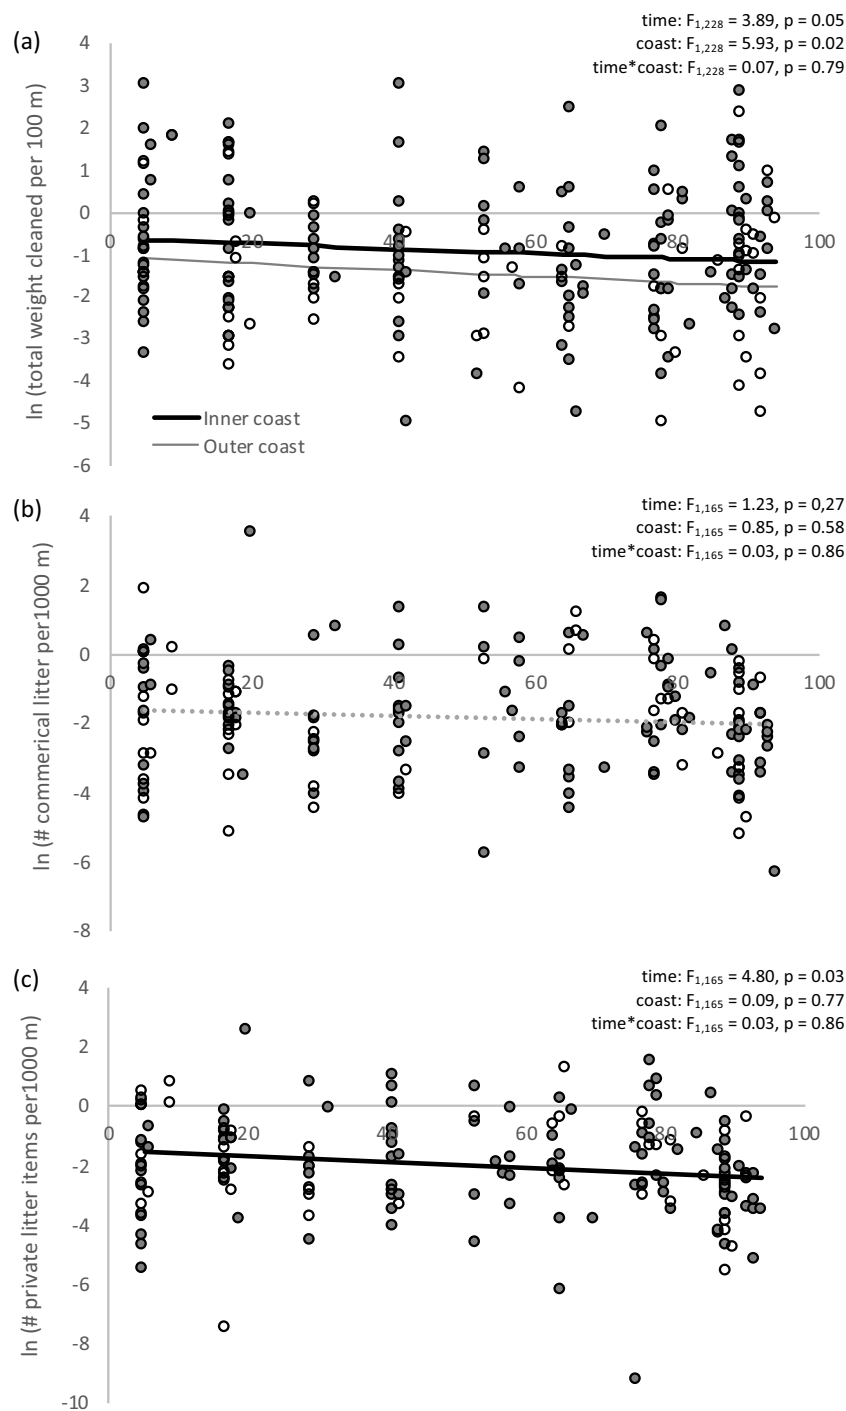 (a)
time: F1,228 = 3.89, p = 0.05
coast: F1,228 = 5.93, p = 0.02
time*coast: F1,228 = 0.07, p = 0.79
ln (total weight cleaned per 100 m)
4
3
2
1
0
-1
-2
-3
-4
-5
-6
0 20 40 60 80 100
Inner coast
Outer coast
(b)
time: F1,165 = 1.23, p = 0,27
coast: F1,165 = 0.85, p = 0.58
time*coast: F1,165 = 0.03, p = 0.86
ln (# commerical litter per1000 m)
4
2
0
-2
-4
-6
-8
0 20 40 60 80 100
(c)
time: F1,165 = 4.80, p = 0.03
coast: F1,165 = 0.09, p = 0.77
time*coast: F1,165 = 0.03, p = 0.86
ln (# private litter items per1000 m)
4
2
0
-2
-4
-6
-8
-10
0 20 40 60 80 100